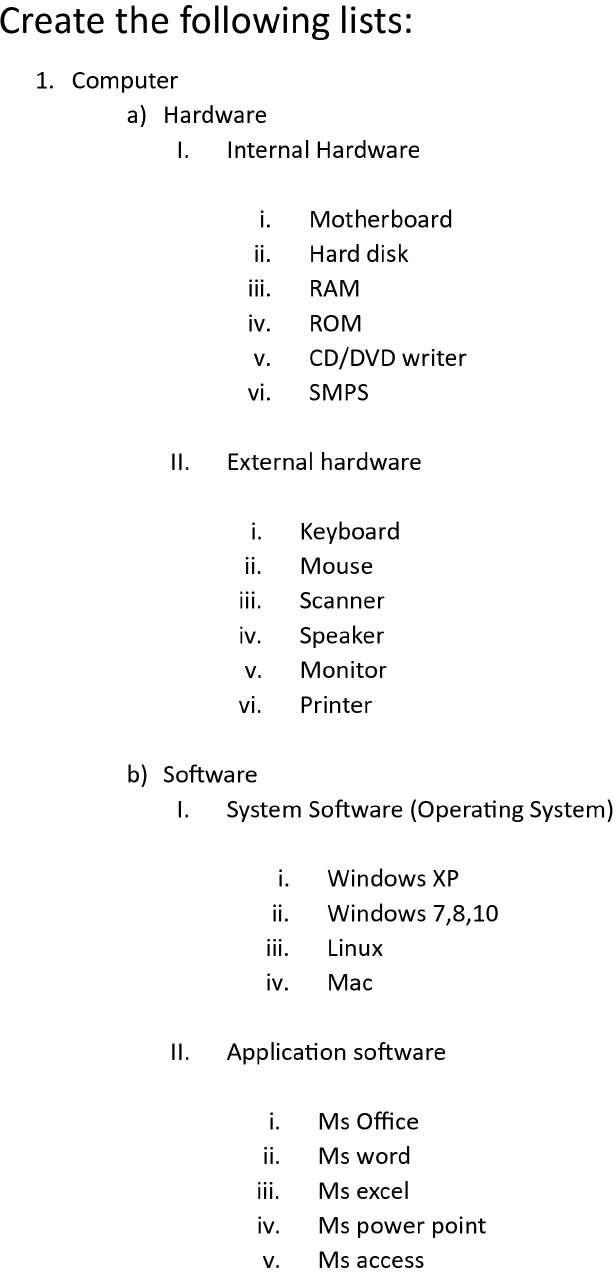 Create the following lists:
1. Computer
a) Hardware
I. Internal Hardware
i. Motherboard
ii. Hard disk
iii. RAM
iv. ROM
v. CD/DVD writer
vi. SMPS
II. External hardware
i. Keyboard
ii. Mouse
iii. Scanner
iv. Speaker
v. Monitor
vi. Printer
b) Software
I. System Software (Operating System)
i. Windows XP
ii. Windows 7,8,10
iii. Linux
iv. Mac
II. Application software
i. Ms Office
ii. Ms word
iii. Ms excel
iv. Ms power point
v. Ms access